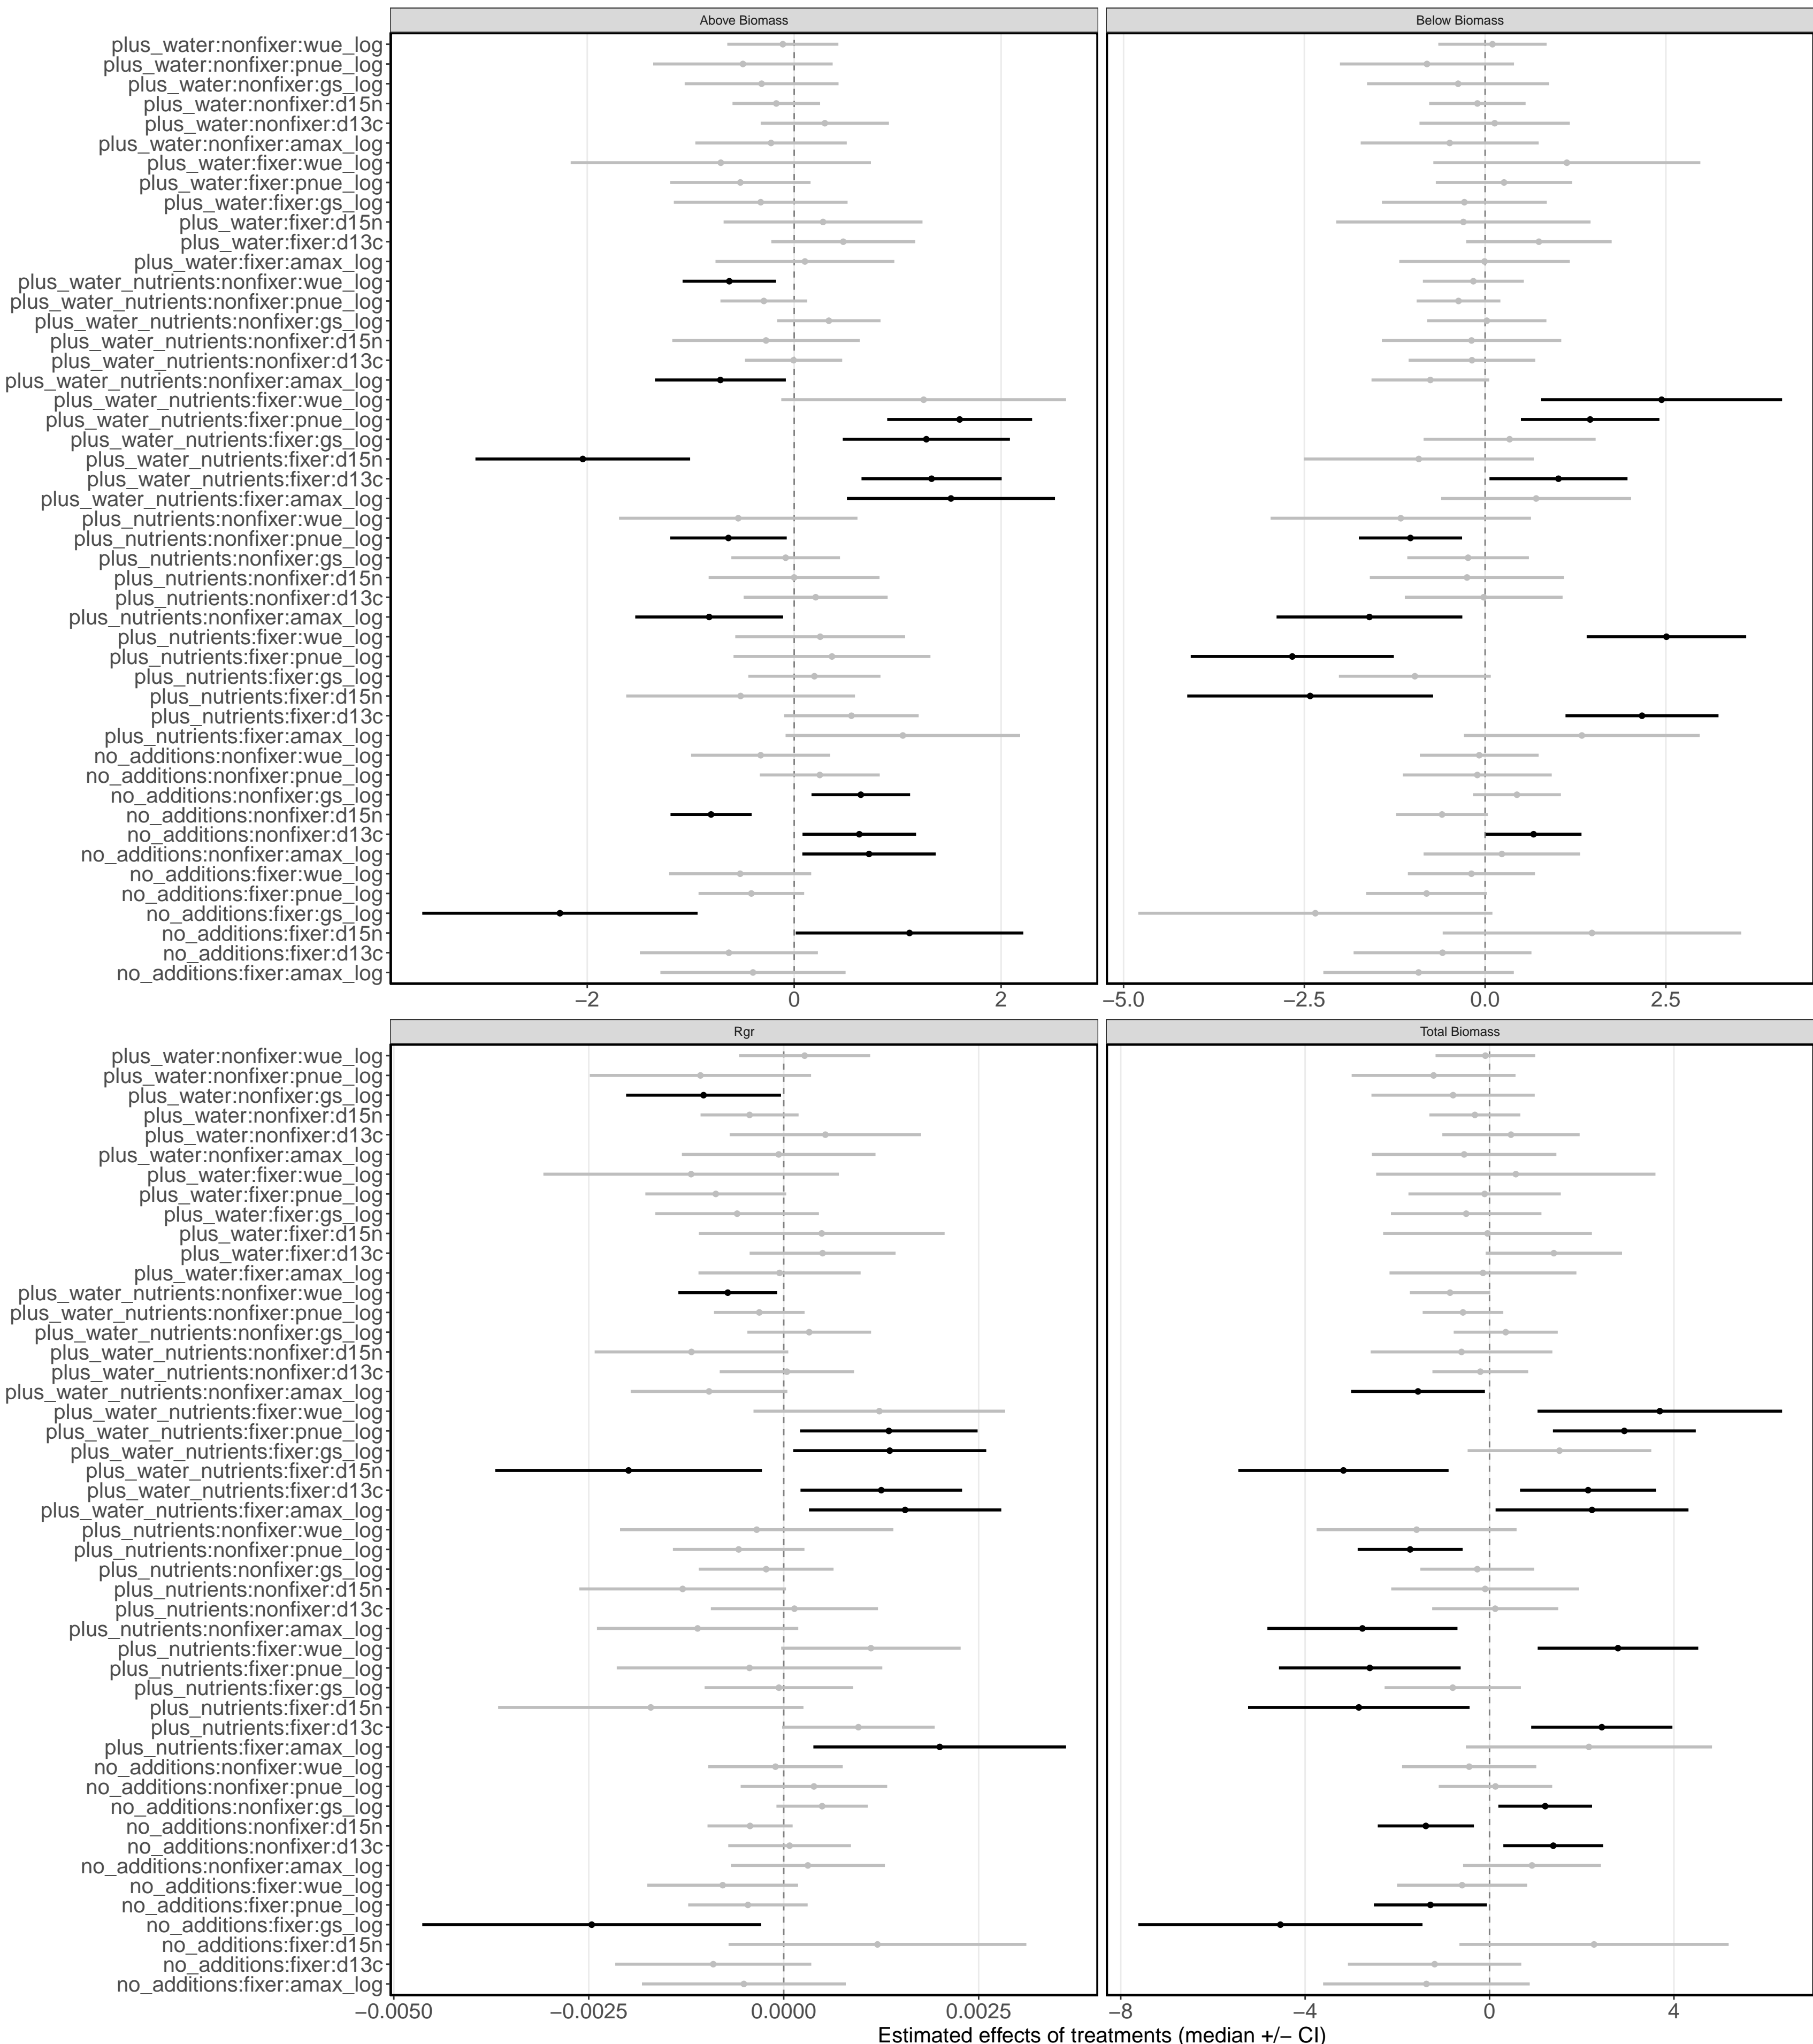 Above Biomass
Below Biomass
plus_water:nonfixer:wue_log
plus_water:nonfixer:pnue_log
plus_water:nonfixer:gs_log
plus_water:nonfixer:d15n
plus_water:nonfixer:d13c
plus_water:nonfixer:amax_log
plus_water:fixer:wue_log
plus_water:fixer:pnue_log
plus_water:fixer:gs_log
plus_water:fixer:d15n
plus_water:fixer:d13c
plus_water:fixer:amax_log
plus_water_nutrients:nonfixer:wue_log
plus_water_nutrients:nonfixer:pnue_log
plus_water_nutrients:nonfixer:gs_log
plus_water_nutrients:nonfixer:d15n
plus_water_nutrients:nonfixer:d13c
plus_water_nutrients:nonfixer:amax_log
plus_water_nutrients:fixer:wue_log
plus_water_nutrients:fixer:pnue_log
plus_water_nutrients:fixer:gs_log
plus_water_nutrients:fixer:d15n
plus_water_nutrients:fixer:d13c
plus_water_nutrients:fixer:amax_log
plus_nutrients:nonfixer:wue_log
plus_nutrients:nonfixer:pnue_log
plus_nutrients:nonfixer:gs_log
plus_nutrients:nonfixer:d15n
plus_nutrients:nonfixer:d13c
plus_nutrients:nonfixer:amax_log
plus_nutrients:fixer:wue_log
plus_nutrients:fixer:pnue_log
plus_nutrients:fixer:gs_log
plus_nutrients:fixer:d15n
plus_nutrients:fixer:d13c
plus_nutrients:fixer:amax_log
no_additions:nonfixer:wue_log
no_additions:nonfixer:pnue_log
no_additions:nonfixer:gs_log
no_additions:nonfixer:d15n
no_additions:nonfixer:d13c
no_additions:nonfixer:amax_log
no_additions:fixer:wue_log
no_additions:fixer:pnue_log
no_additions:fixer:gs_log
no_additions:fixer:d15n
no_additions:fixer:d13c
no_additions:fixer:amax_log
−2 0 2
−5.0 −2.5 0.0 2.5
Rgr
Total Biomass
plus_water:nonfixer:wue_log
plus_water:nonfixer:pnue_log
plus_water:nonfixer:gs_log
plus_water:nonfixer:d15n
plus_water:nonfixer:d13c
plus_water:nonfixer:amax_log
plus_water:fixer:wue_log
plus_water:fixer:pnue_log
plus_water:fixer:gs_log
plus_water:fixer:d15n
plus_water:fixer:d13c
plus_water:fixer:amax_log
plus_water_nutrients:nonfixer:wue_log
plus_water_nutrients:nonfixer:pnue_log
plus_water_nutrients:nonfixer:gs_log
plus_water_nutrients:nonfixer:d15n
plus_water_nutrients:nonfixer:d13c
plus_water_nutrients:nonfixer:amax_log
plus_water_nutrients:fixer:wue_log
plus_water_nutrients:fixer:pnue_log
plus_water_nutrients:fixer:gs_log
plus_water_nutrients:fixer:d15n
plus_water_nutrients:fixer:d13c
plus_water_nutrients:fixer:amax_log
plus_nutrients:nonfixer:wue_log
plus_nutrients:nonfixer:pnue_log
plus_nutrients:nonfixer:gs_log
plus_nutrients:nonfixer:d15n
plus_nutrients:nonfixer:d13c
plus_nutrients:nonfixer:amax_log
plus_nutrients:fixer:wue_log
plus_nutrients:fixer:pnue_log
plus_nutrients:fixer:gs_log
plus_nutrients:fixer:d15n
plus_nutrients:fixer:d13c
plus_nutrients:fixer:amax_log
no_additions:nonfixer:wue_log
no_additions:nonfixer:pnue_log
no_additions:nonfixer:gs_log
no_additions:nonfixer:d15n
no_additions:nonfixer:d13c
no_additions:nonfixer:amax_log
no_additions:fixer:wue_log
no_additions:fixer:pnue_log
no_additions:fixer:gs_log
no_additions:fixer:d15n
no_additions:fixer:d13c
no_additions:fixer:amax_log
−0.0050 −0.0025 0.0000 0.0025
−8 −4 0 4
Estimated effects of treatments (median +/− CI)